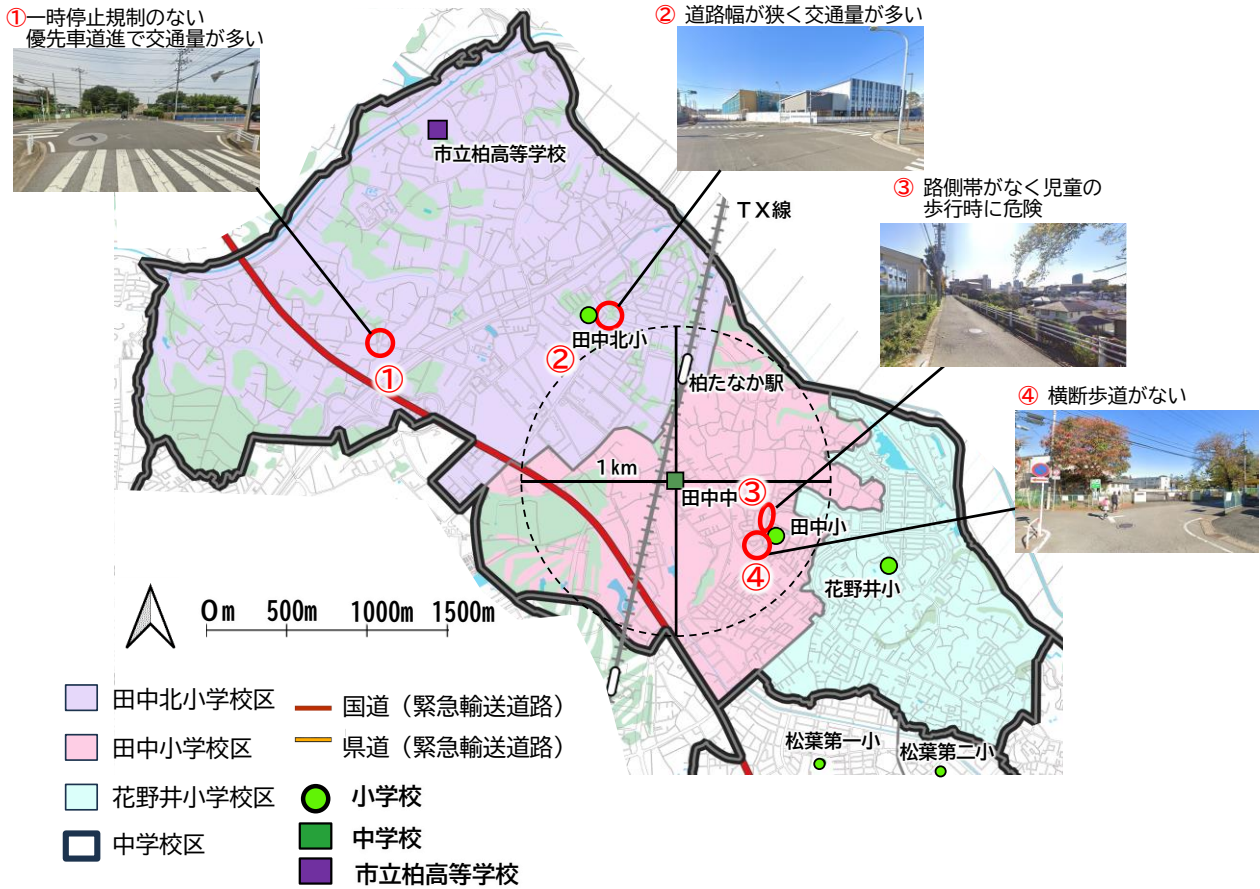 ①一時停止規制のない
優先車道進で交通量が多い
② 道路幅が狭く交通量が多い
③ 路側帯がなく児童の
歩行時に危険
④ 横断歩道がない
市立柏高等学校
TX線
田中北小
①
②
柏たなか駅
1km
田中中
③
田中小
④
花野井小
松葉第一小
松葉第二小
0m 500m 1000m 1500m
田中北小学校区
田中小学校区
花野井小学校区
中学校区
国道（緊急輸送道路）
県道（緊急輸送道路）
小学校
中学校
市立柏高等学校